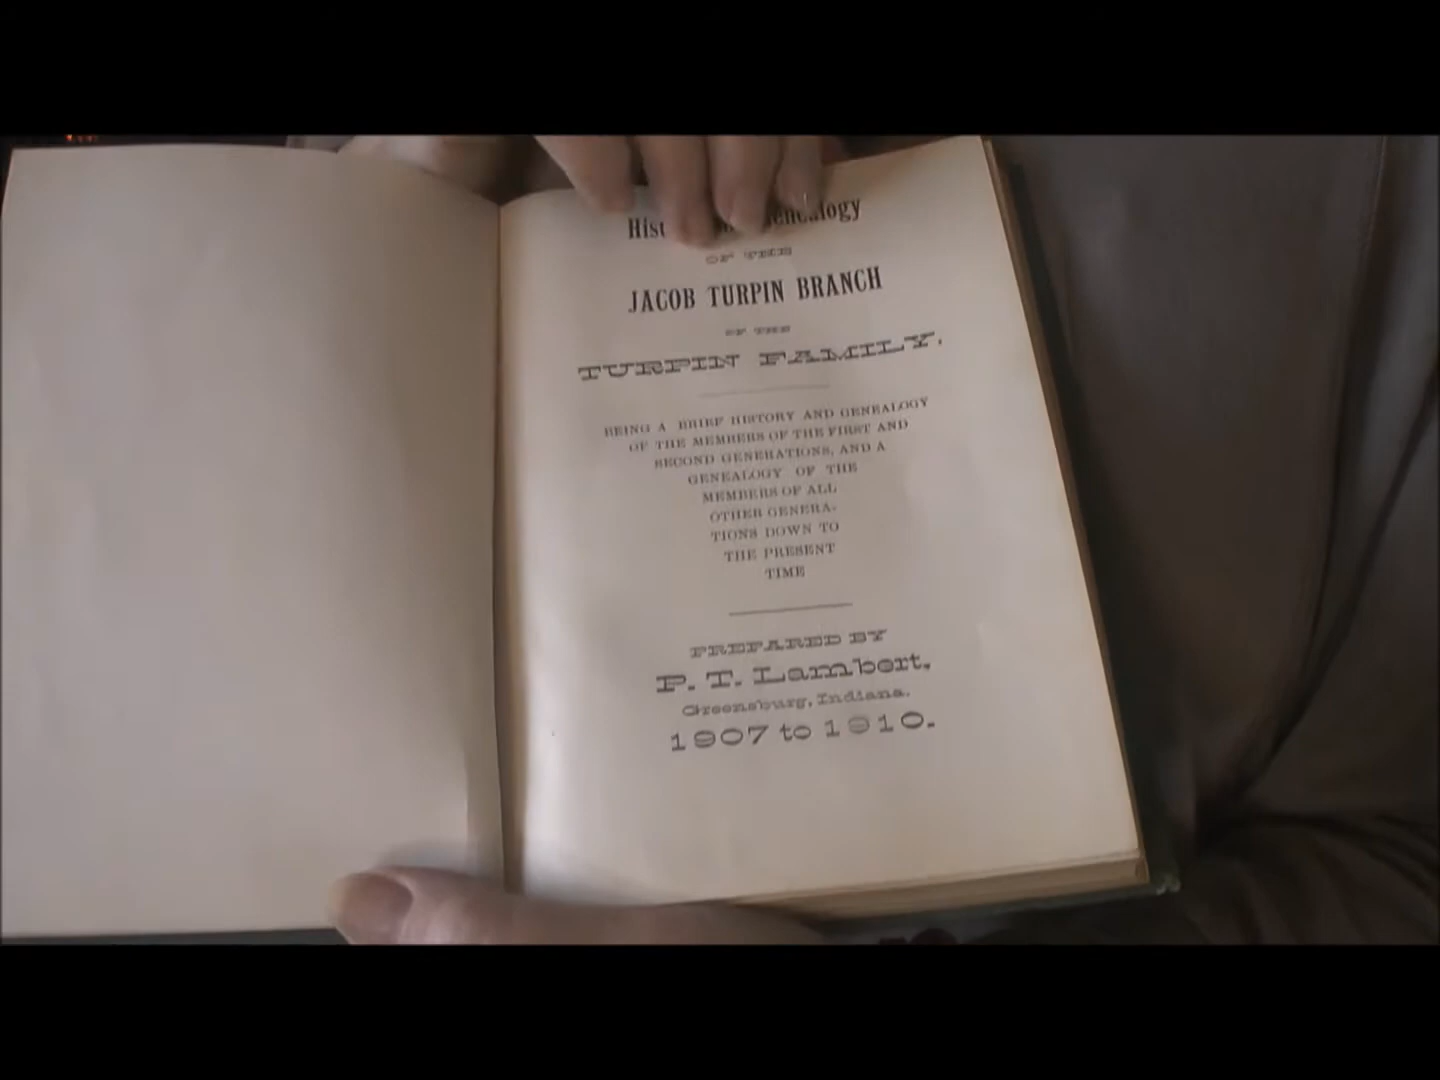 Genealogy
OF THE
JACOB TURPIN BRANCH
OF THE
TURPIN FAMILY.
BEING A BRIEF HISTORY AND GENEALOGY
OF THE MEMBERS OF THE FIRST AND
SECOND GENERATIONS, AND A
GENEALOGY OF THE
MEMBERS OF ALL
OTHER GENERA-
TIONS DOWN TO
THE PRESENT
TIME
PREPARED BY
P. T. Lambert,
Greensburg, Indiana.
1907 to 1910.